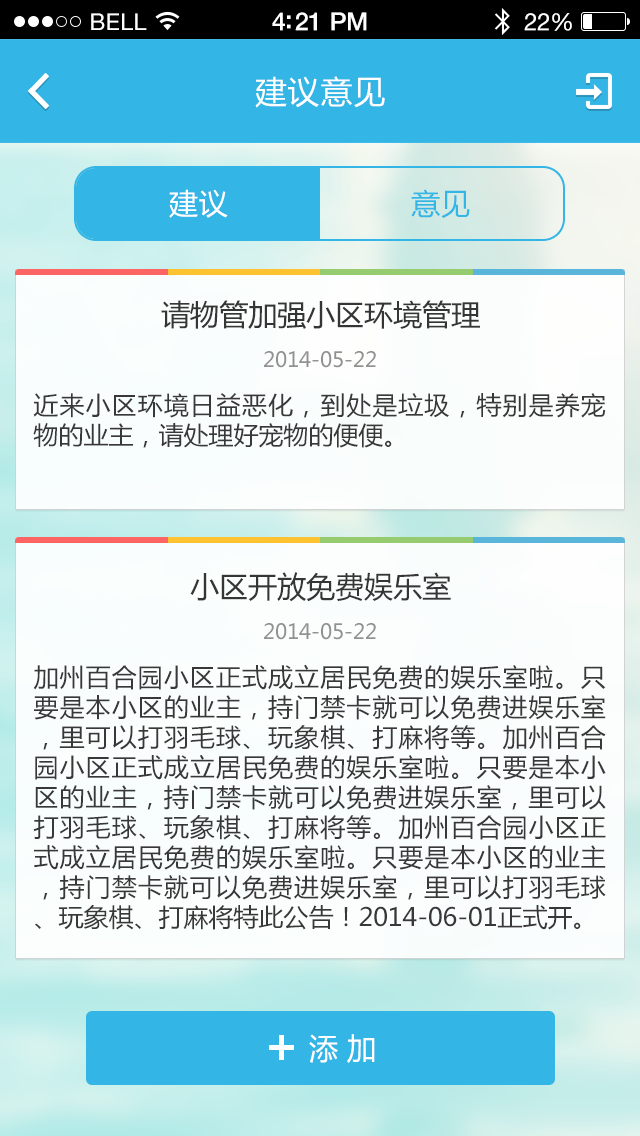 BELL 4:21 PM 22%
建议意见
建议 意见
请物管加强小区环境管理
2014-05-22
近来小区环境日益恶化，到处是垃圾，特别是养宠
物的业主，请处理好宠物的便便。
小区开放免费娱乐室
2014-05-22
加州百合园小区正式成立居民免费的娱乐室啦。只
要是本小区的业主，持门禁卡就可以免费进娱乐室
，里可以打羽毛球、玩象棋、打麻将等。加州百合
园小区正式成立居民免费的娱乐室啦。只要是本小
区的业主，持门禁卡就可以免费进娱乐室，里可以
打羽毛球、玩象棋、打麻将等。加州百合园小区正
式成立居民免费的娱乐室啦。只要是本小区的业主
，持门禁卡就可以免费进娱乐室，里可以打羽毛球
、玩象棋、打麻将特此公告！2014-06-01正式开。
添加